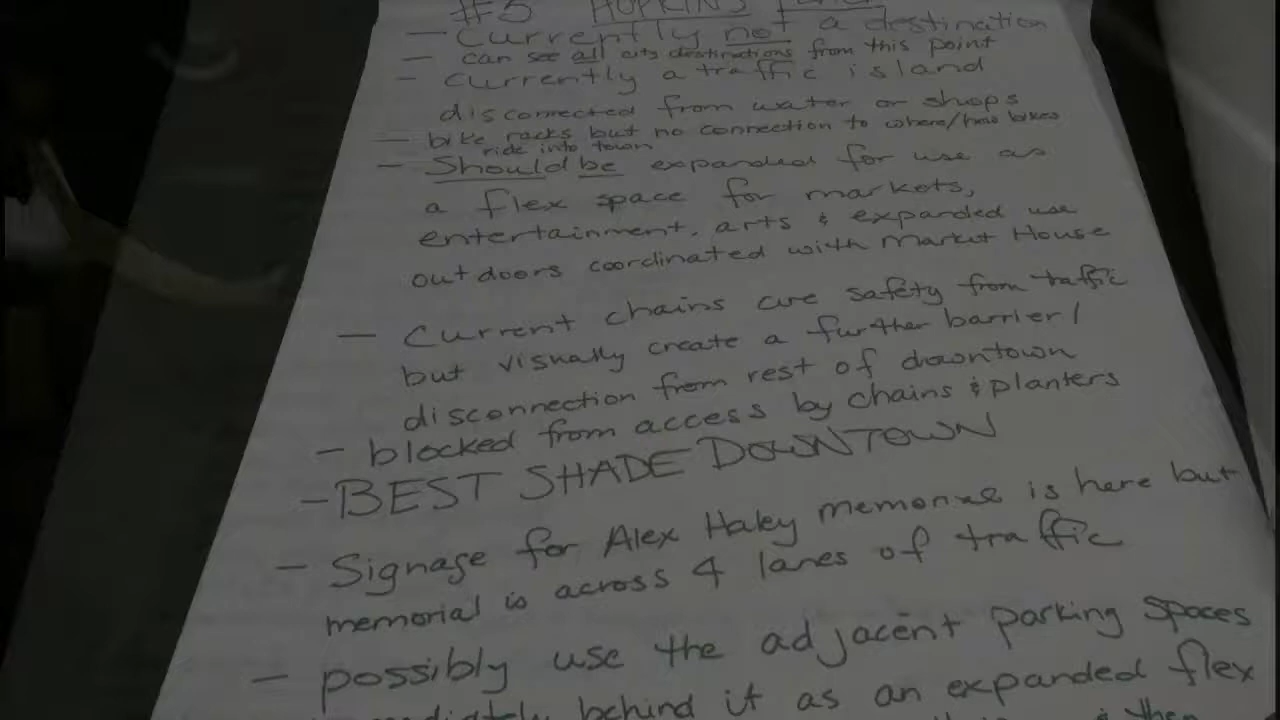 #5 HOPKINS
— Currently not a destination
— can see all city destinations from this point
— Currently a traffic island
disconnected from water or shops
— bike racks but no connection to where/how bikes
ride into town
— Should be expanded for use as
a flex space for markets,
entertainment, arts & expanded use
outdoors coordinated with Market House
— Current chains are safety from traffic
but visually create a further barrier/
disconnection from rest of downtown
— blocked from access by chains & planters
- BEST SHADE DOWNTOWN
— Signage for Alex Haley memorial is here but
memorial is across 4 lanes of traffic
— possibly use the adjacent parking spaces
behind it as an expanded flex